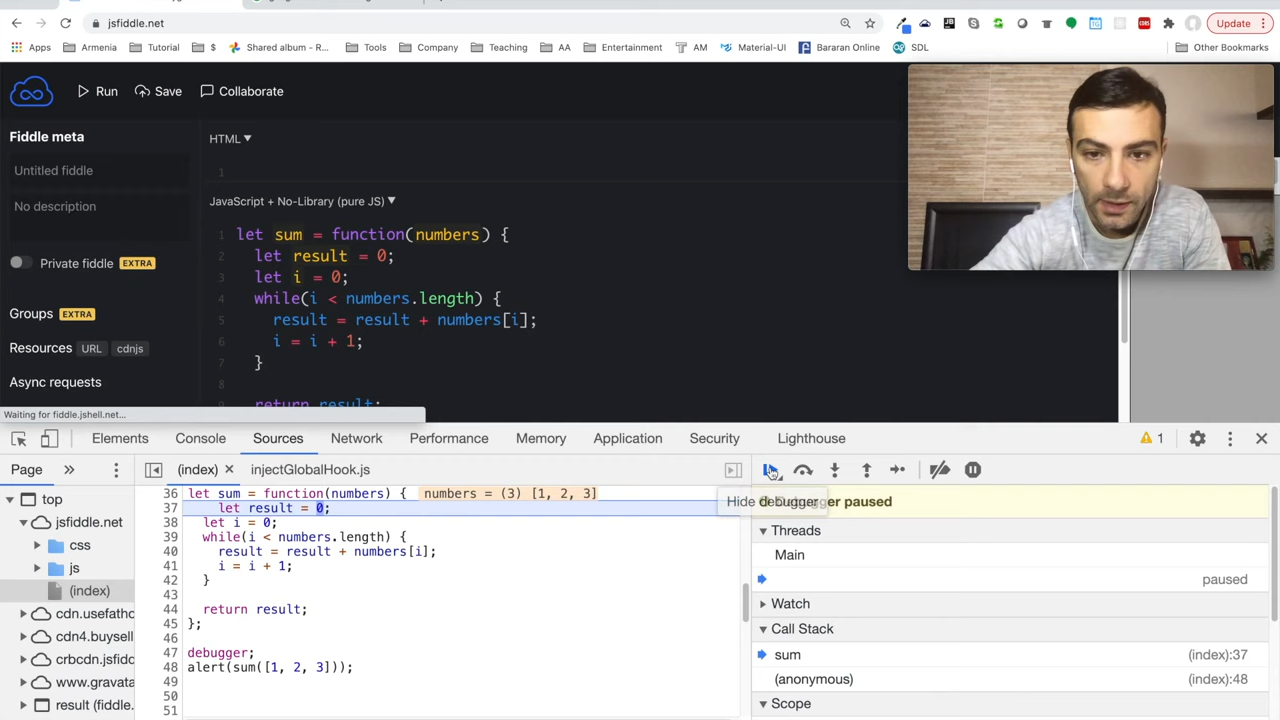 jsfiddle.net
Update
Apps
Armenia
Tutorial
$
Shared album - R...
Tools
Company
Teaching
AA
Entertainment
AM
Material-UI
Bararan Online
SDL
Other Bookmarks
Run
Save
Collaborate
Fiddle meta
Untitled fiddle
No description
Private fiddle EXTRA
Groups EXTRA
Resources URL cdnjs
Async requests
Waiting for fiddle.jshell.net...
HTML
1
JavaScript + No-Library (pure JS)
1 let sum = function(numbers) {
2 let result = 0;
3 let i = 0;
4 while(i < numbers.length) {
5 result = result + numbers[i];
6 i = i + 1;
7 }
8
return result;
Elements
Console
Sources
Network
Performance
Memory
Application
Security
Lighthouse
1
Page
(index)
injectGlobalHook.js
top
jsfiddle.net
css
js
(index)
cdn.usefatho
cdn4.buysell
crbcdn.jsfidd
www.gravata
result (fiddle.
36 let sum = function(numbers) { numbers = (3) [1, 2, 3]
37 let result = 0;
38 let i = 0;
39 while(i < numbers.length) {
40 result = result + numbers[i];
41 i = i + 1;
42 }
43
44 return result;
45 };
46
47 debugger;
48 alert(sum([1, 2, 3]));
49
50
51
Hide debugger
Debugger paused
Threads
Main
paused
Watch
Call Stack
sum (index):37
(anonymous) (index):48
Scope